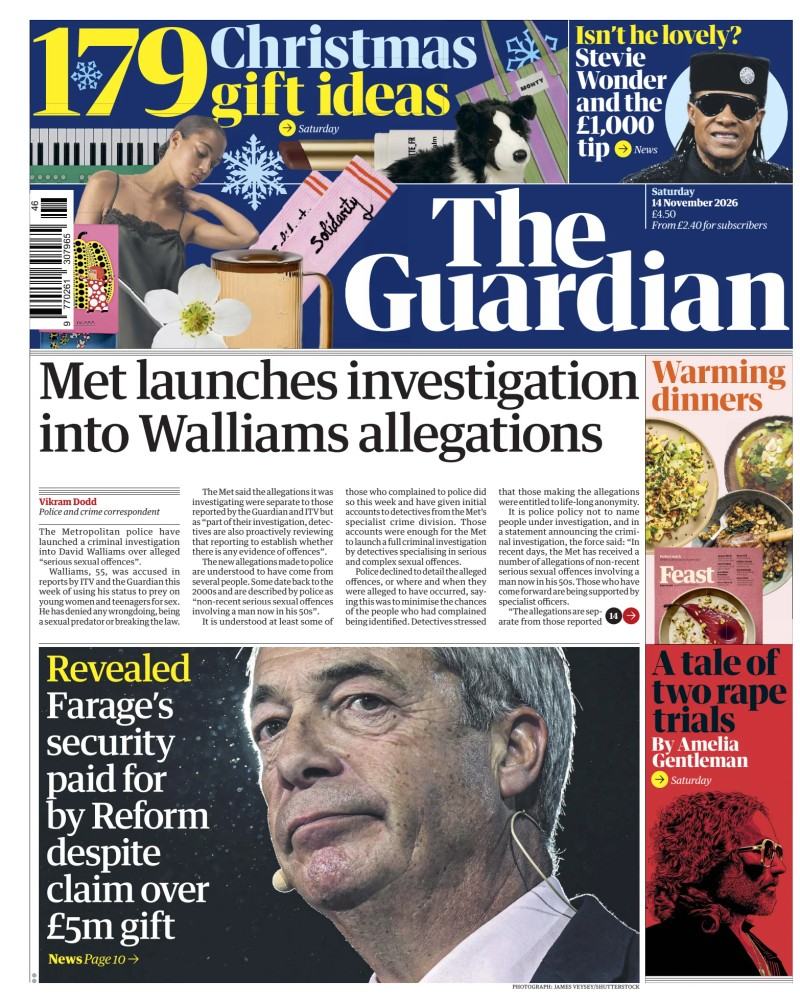 179 Christmas
gift ideas
Saturday
MONTY
Isn't he lovely?
Stevie
Wonder
and the
£1,000
tip
News
Solidarity
46
9 770261 307965
The
Guardian
Saturday
14 November 2026
£4.50
From £2.40 for subscribers
Met launches investigation
into Walliams allegations
Vikram Dodd
Police and crime correspondent
The Metropolitan police have
launched a criminal investigation
into David Walliams over alleged
“serious sexual offences”.
Walliams, 55, was accused in
reports by ITV and the Guardian this
week of using his status to prey on
young women and teenagers for sex.
He has denied any wrongdoing, being
a sexual predator or breaking the law.
The Met said the allegations it was
investigating were separate to those
reported by the Guardian and ITV but
as “part of their investigation, detec-
tives are also proactively reviewing
that reporting to establish whether
there is any evidence of offences”.
The new allegations made to police
are understood to have come from
several people. Some date back to the
2000s and are described by police as
“non-recent serious sexual offences
involving a man now in his 50s”.
It is understood at least some of
those who complained to police did
so this week and have given initial
accounts to detectives from the Met’s
specialist crime division. Those
accounts were enough for the Met
to launch a full criminal investigation
by detectives specialising in serious
and complex sexual offences.
Police declined to detail the alleged
offences, or where and when they
were alleged to have occurred, say-
ing this was to minimise the chances
of the people who had complained
being identified. Detectives stressed
that those making the allegations
were entitled to life-long anonymity.
It is police policy not to name
people under investigation, and in
a statement announcing the crimi-
nal investigation, the force said: “In
recent days, the Met has received a
number of allegations of non-recent
serious sexual offences involving a
man now in his 50s. Those who have
come forward are being supported by
specialist officers.
“The allegations are sep-
arate from those reported
14
Warming
dinners
Feast
Revealed
Farage’s
security
paid for
by Reform
despite
claim over
£5m gift
News Page 10
A tale of
two rape
trials
By Amelia
Gentleman
Saturday
PHOTOGRAPH: JAMES VEYSEY/SHUTTERSTOCK